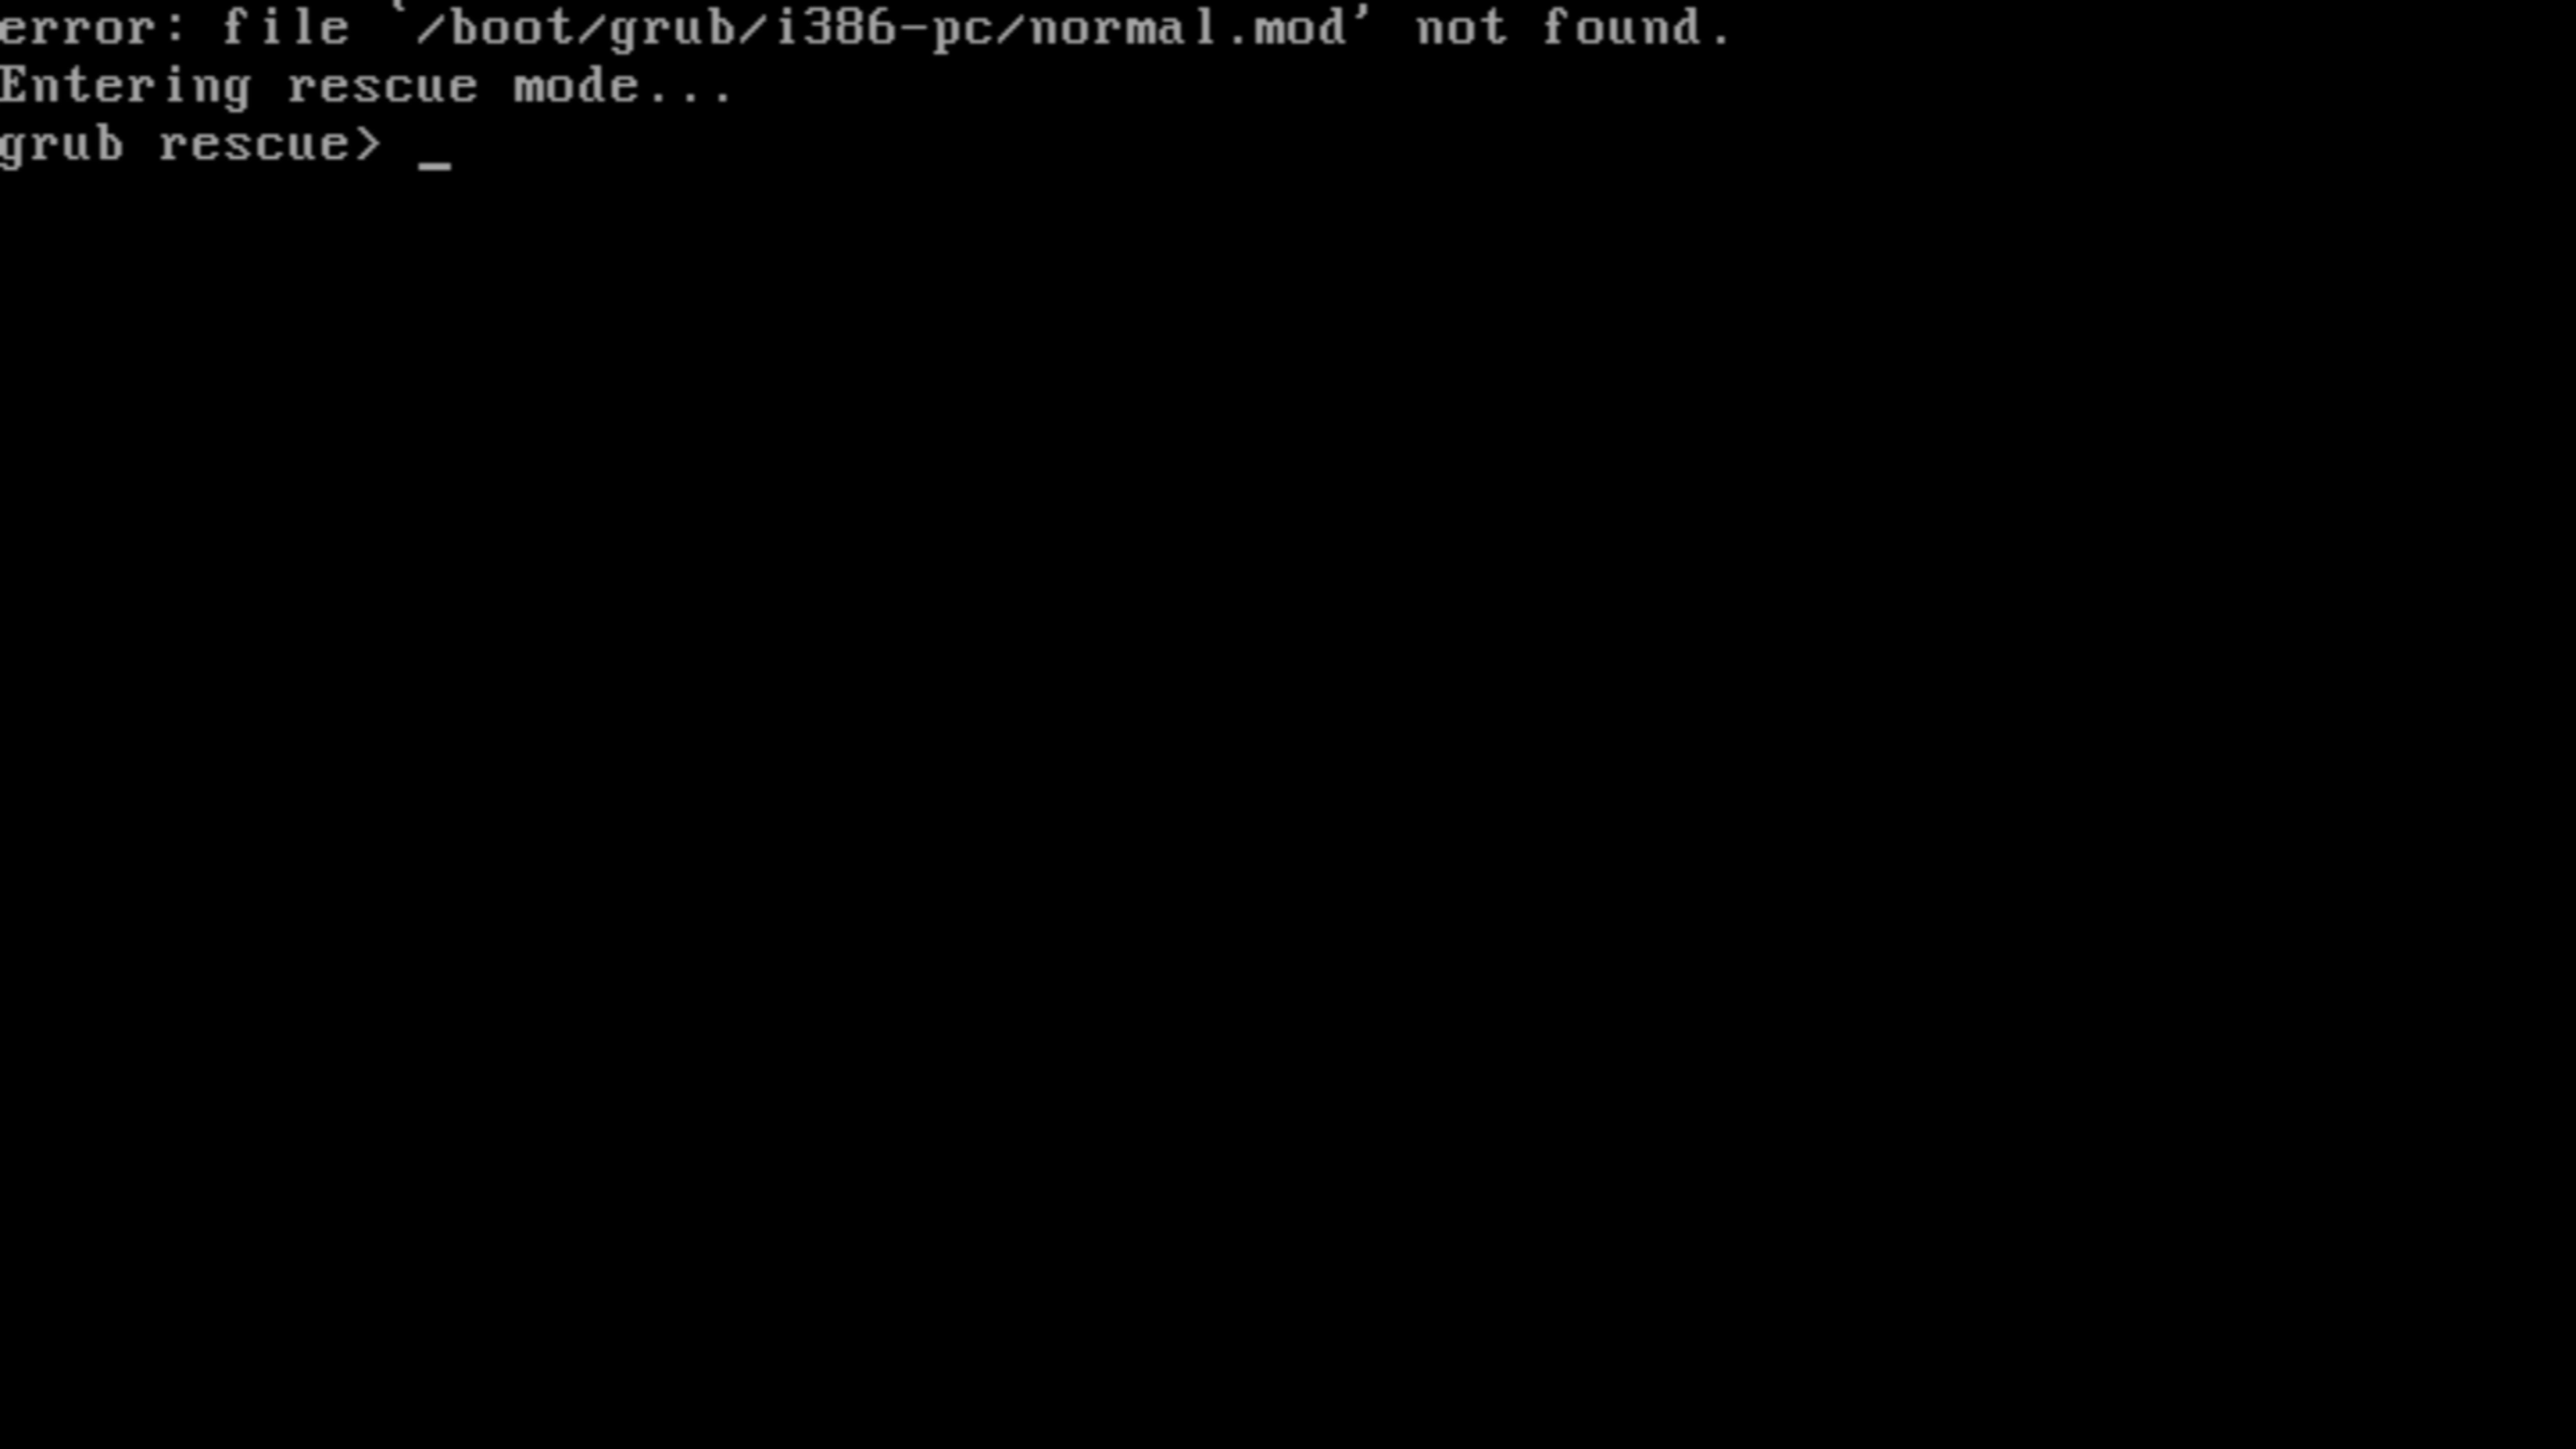 error: file `/boot/grub/i386-pc/normal.mod' not found.
Entering rescue mode...
grub rescue> _